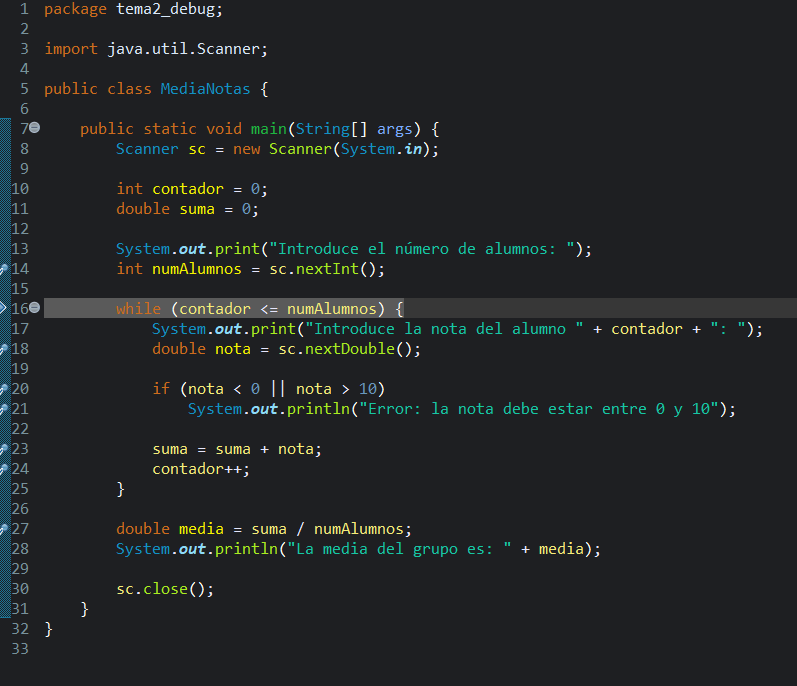 1 package tema2_debug;
2
3 import java.util.Scanner;
4
5 public class MediaNotas {
6
7 public static void main(String[] args) {
8 Scanner sc = new Scanner(System.in);
9
10 int contador = 0;
11 double suma = 0;
12
13 System.out.print("Introduce el número de alumnos: ");
14 int numAlumnos = sc.nextInt();
15
16 while (contador <= numAlumnos) {
17 System.out.print("Introduce la nota del alumno " + contador + ": ");
18 double nota = sc.nextDouble();
19
20 if (nota < 0 || nota > 10)
21 System.out.println("Error: la nota debe estar entre 0 y 10");
22
23 suma = suma + nota;
24 contador++;
25 }
26
27 double media = suma / numAlumnos;
28 System.out.println("La media del grupo es: " + media);
29
30 sc.close();
31 }
32 }
33